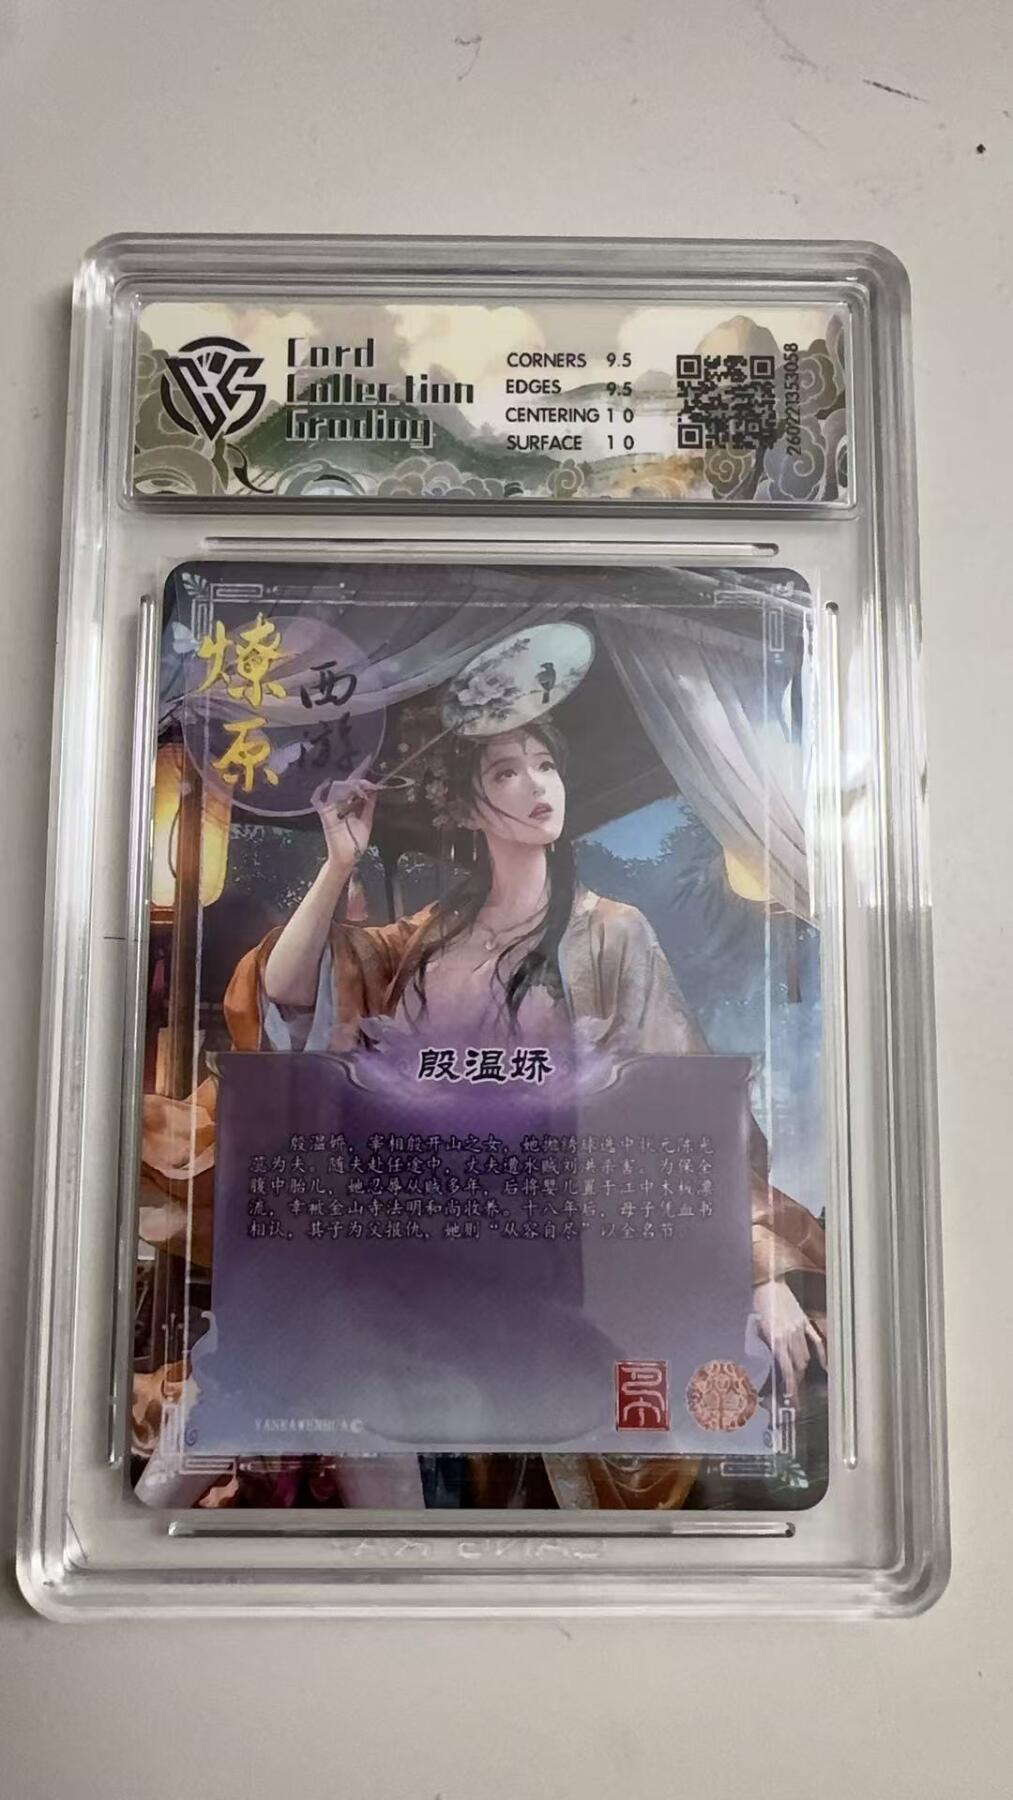 Card
Collection
Grading
CORNERS 9.5
EDGES 9.5
CENTERING 10
SURFACE 10
260221353058
燎原
西游
殷温娇
殷温娇，宰相殷开山之女，她抛绣球选中状元陈光
蕊为夫。随夫赴任途中，丈夫遭水贼刘洪杀害。为保全
腹中胎儿，她忍辱从贼多年，后将婴儿置于江中木板漂
流，幸被金山寺法明和尚收养。十八年后，母子凭血书
相认，其子为父报仇，她则“从容自尽”以全名节。
YANKAWENHUA©